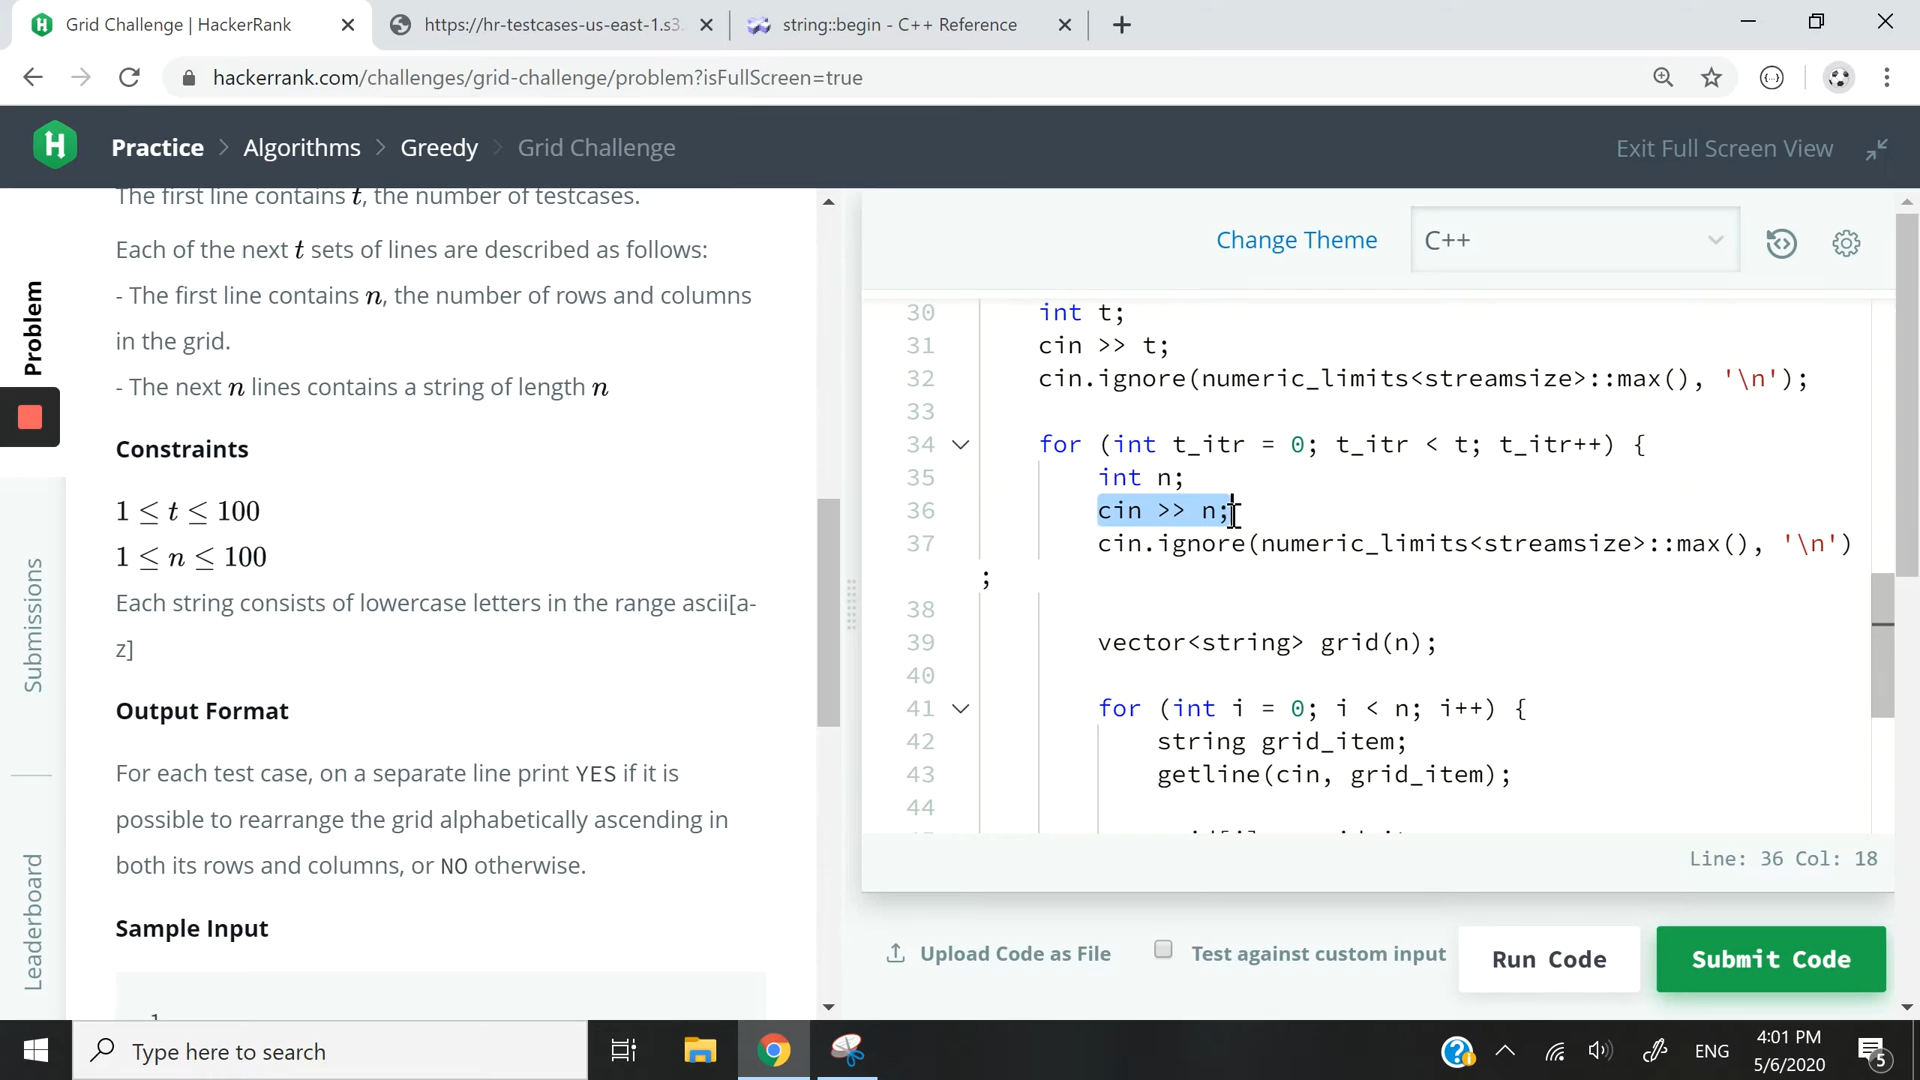 Grid Challenge | HackerRank
https://hr-testcases-us-east-1.s3.
string::begin - C++ Reference
hackerrank.com/challenges/grid-challenge/problem?isFullScreen=true
Practice > Algorithms > Greedy > Grid Challenge
Exit Full Screen View
Problem
Submissions
Leaderboard
The first line contains t, the number of testcases.
Each of the next t sets of lines are described as follows:
- The first line contains n, the number of rows and columns
in the grid.
- The next n lines contains a string of length n
Constraints
1 ≤ t ≤ 100
1 ≤ n ≤ 100
Each string consists of lowercase letters in the range ascii[a-
z]
Output Format
For each test case, on a separate line print YES if it is
possible to rearrange the grid alphabetically ascending in
both its rows and columns, or NO otherwise.
Sample Input
1
Change Theme
C++
30 int t;
31 cin >> t;
32 cin.ignore(numeric_limits<streamsize>::max(), '\n');
33
34 for (int t_itr = 0; t_itr < t; t_itr++) {
35 int n;
36 cin >> n;
37 cin.ignore(numeric_limits<streamsize>::max(), '\n')
;
38
39 vector<string> grid(n);
40
41 for (int i = 0; i < n; i++) {
42 string grid_item;
43 getline(cin, grid_item);
44
Line: 36 Col: 18
Upload Code as File
Test against custom input
Run Code
Submit Code
Type here to search
ENG
4:01 PM
5/6/2020
5